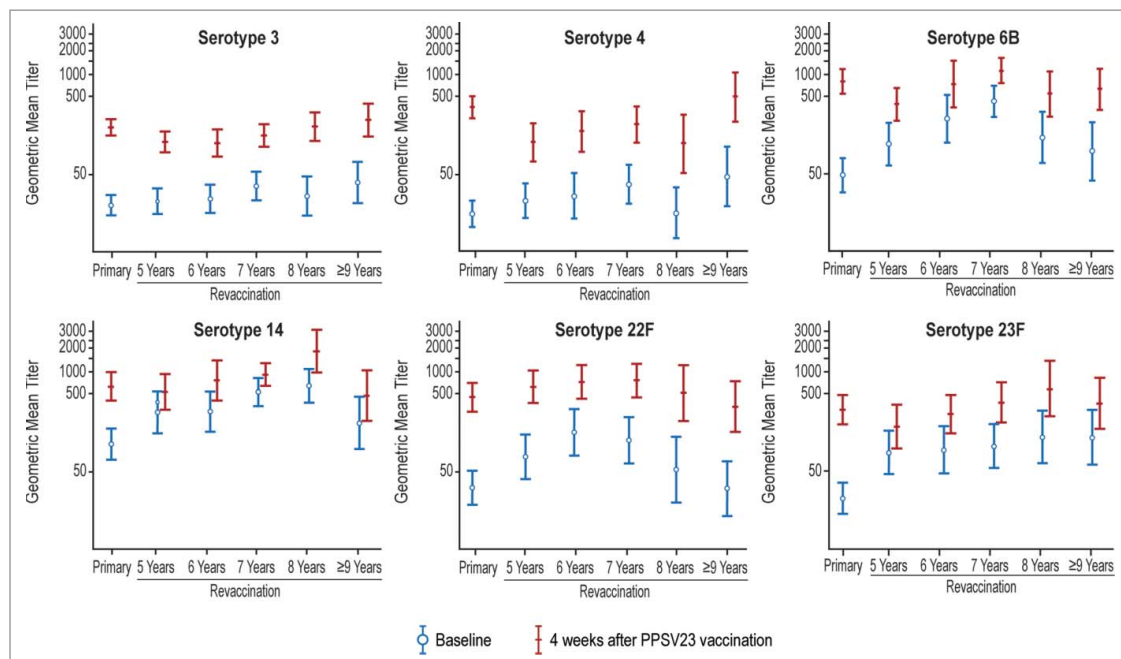 Serotype 3
Geometric Mean Titer
3000
2000
1000
500
50
Primary 5 Years 6 Years 7 Years 8 Years ≥9 Years
Revaccination
Serotype 4
Geometric Mean Titer
3000
2000
1000
500
50
Primary 5 Years 6 Years 7 Years 8 Years ≥9 Years
Revaccination
Serotype 6B
Geometric Mean Titer
3000
2000
1000
500
50
Primary 5 Years 6 Years 7 Years 8 Years ≥9 Years
Revaccination
Serotype 14
Geometric Mean Titer
3000
2000
1000
500
50
Primary 5 Years 6 Years 7 Years 8 Years ≥9 Years
Revaccination
Serotype 22F
Geometric Mean Titer
3000
2000
1000
500
50
Primary 5 Years 6 Years 7 Years 8 Years ≥9 Years
Revaccination
Serotype 23F
Geometric Mean Titer
3000
2000
1000
500
50
Primary 5 Years 6 Years 7 Years 8 Years ≥9 Years
Revaccination
Baseline 4 weeks after PPSV23 vaccination